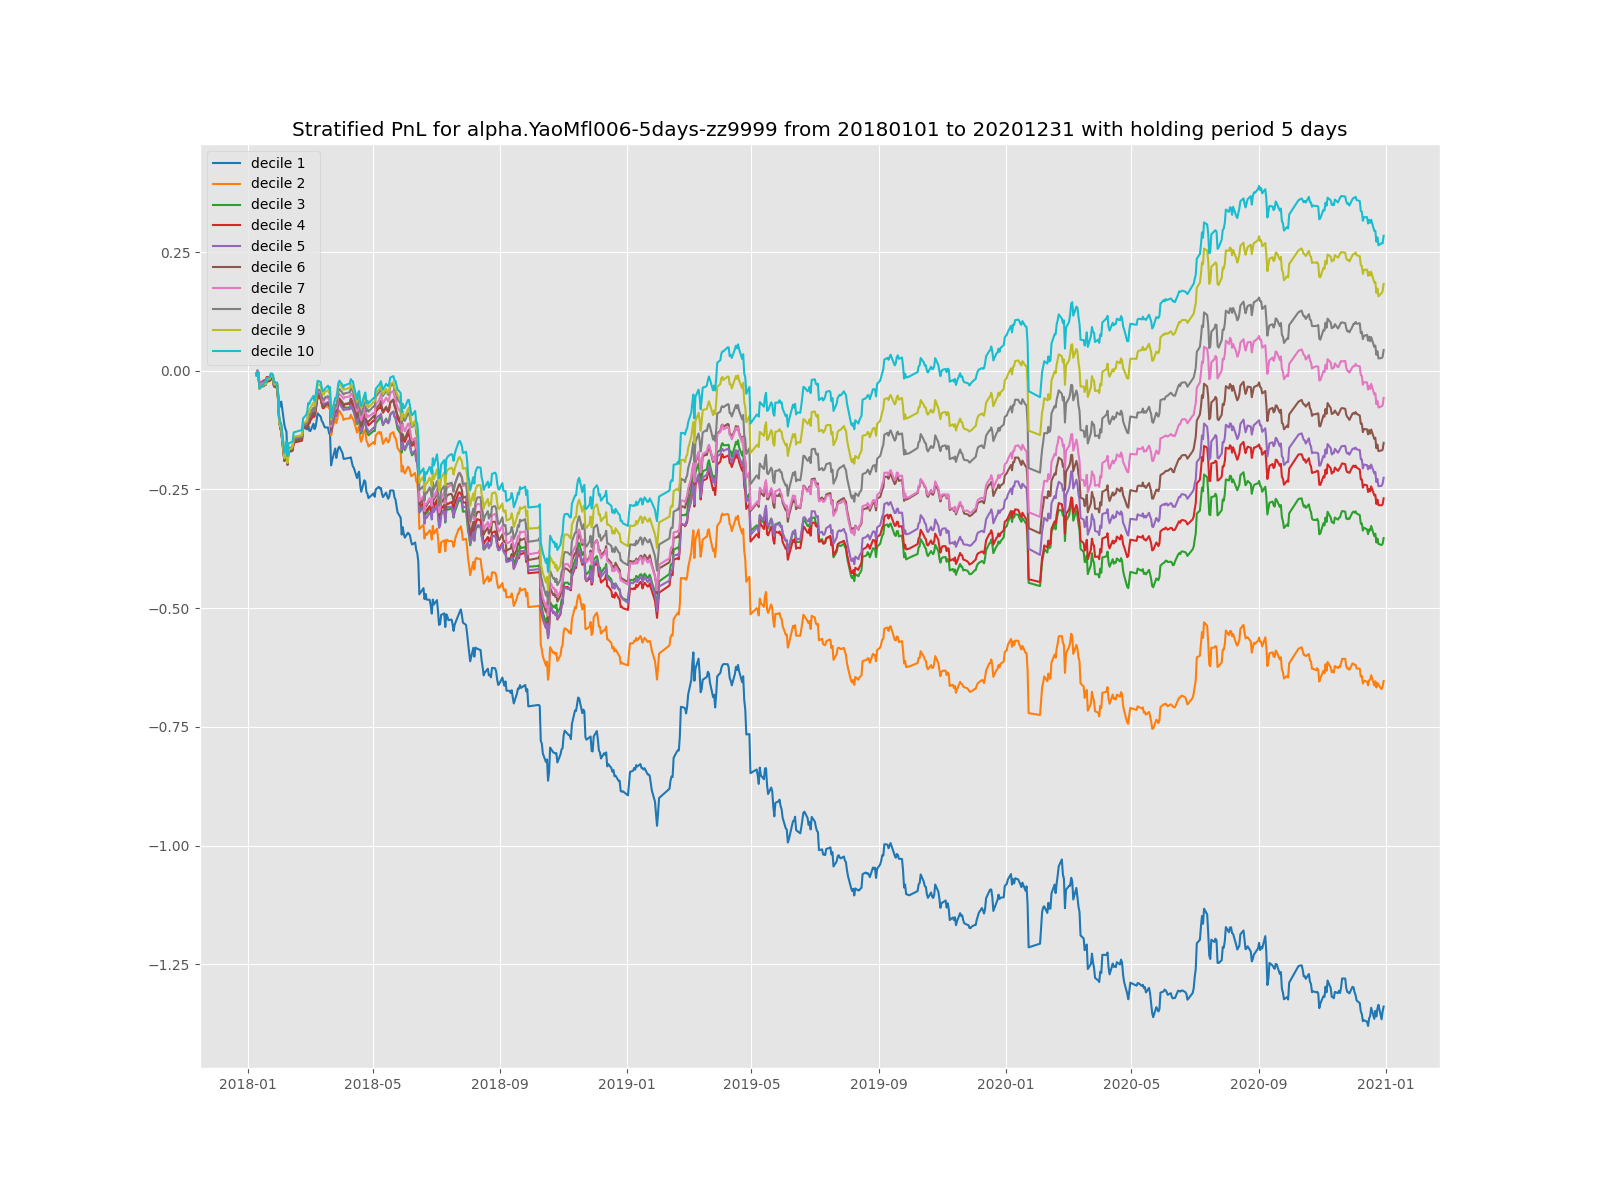 Stratified PnL for alpha.YaoMfl006-5days-zz9999 from 20180101 to 20201231 with holding period 5 days
decile 1
decile 2
decile 3
decile 4
decile 5
decile 6
decile 7
decile 8
decile 9
decile 10
0.25
0.00
−0.25
−0.50
−0.75
−1.00
−1.25
2018-01 2018-05 2018-09 2019-01 2019-05 2019-09 2020-01 2020-05 2020-09 2021-01